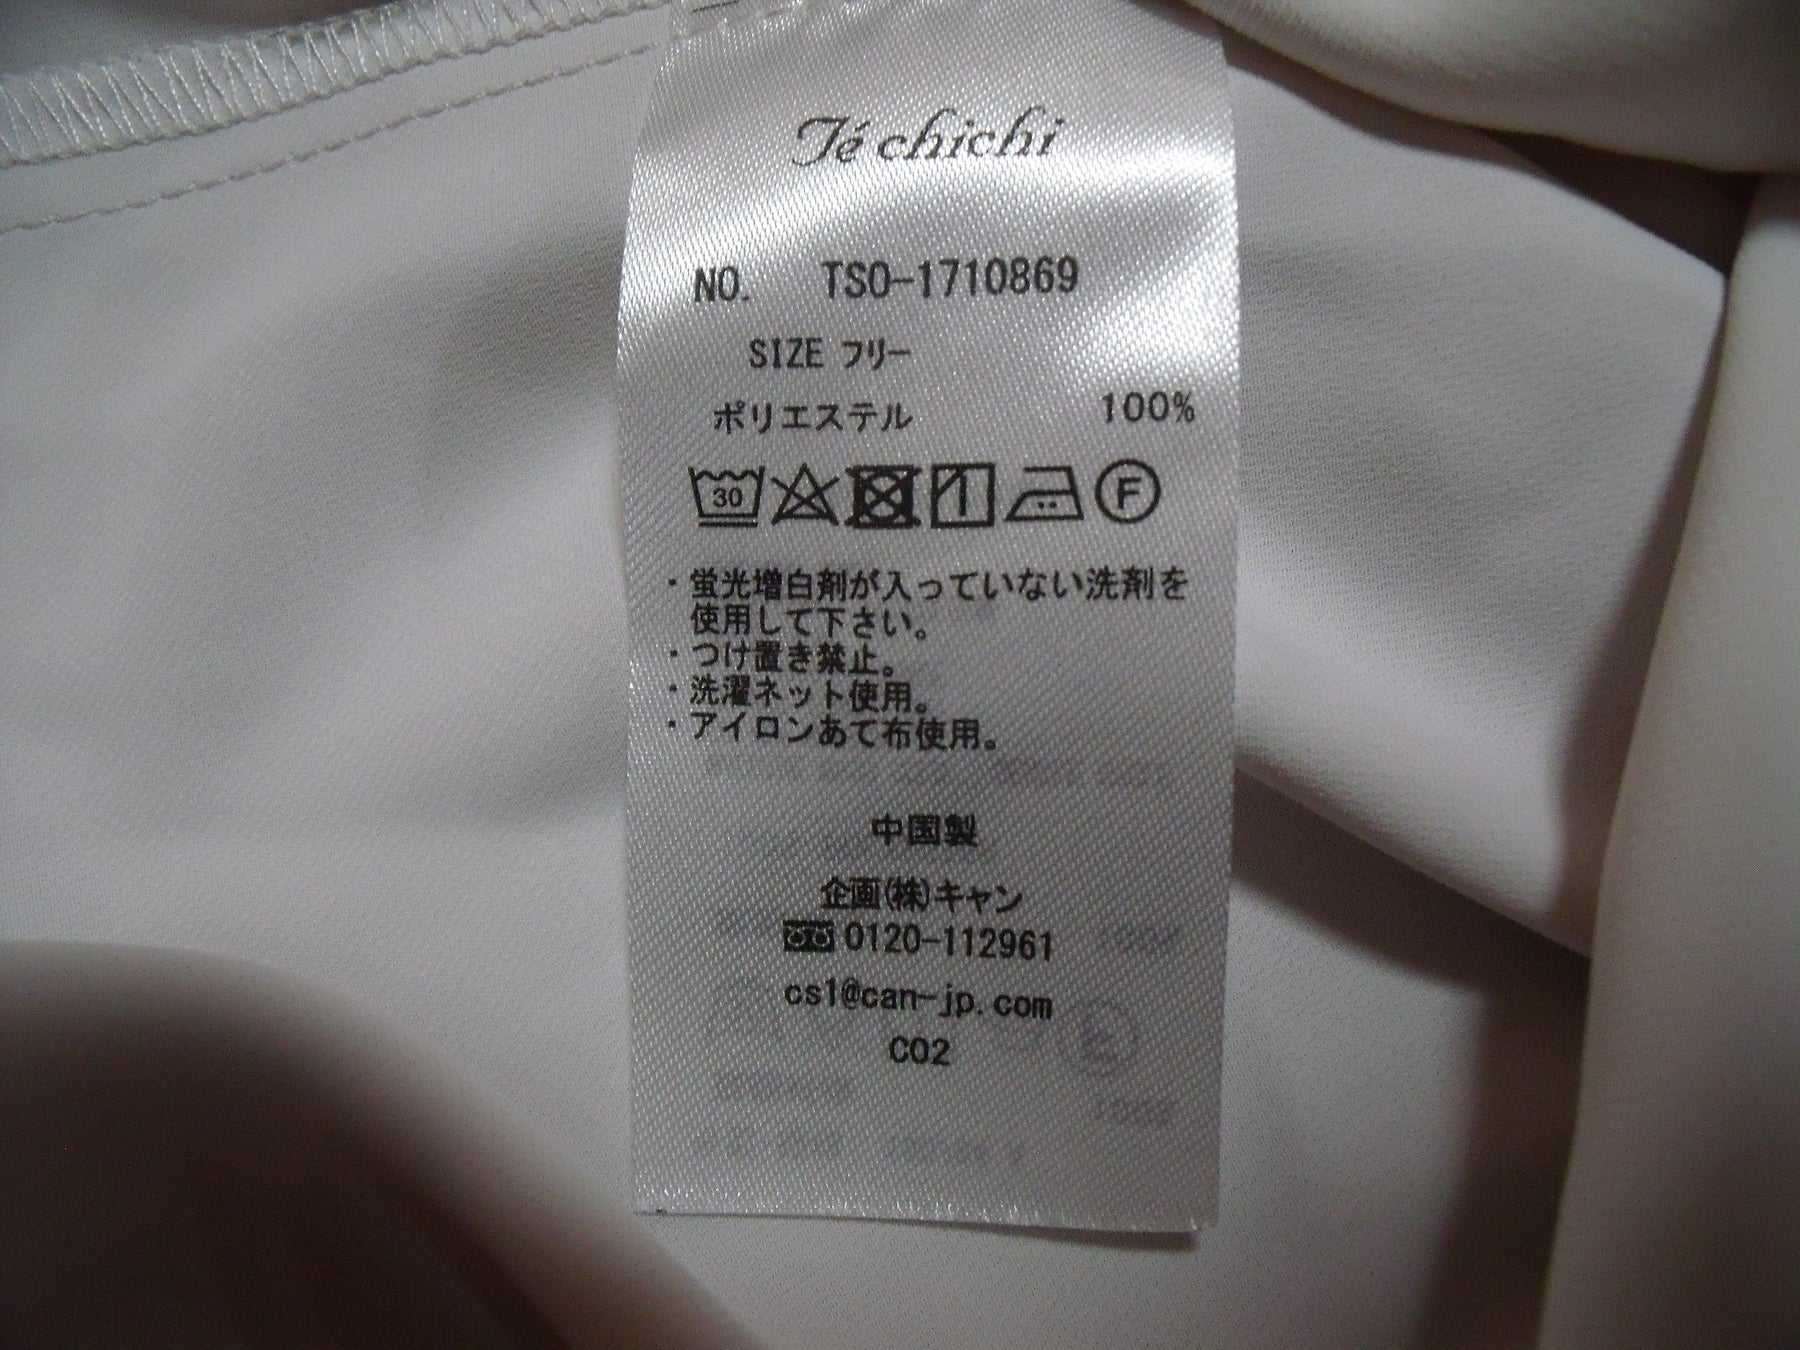 Té chichi
NO. TSO-1710869
SIZE フリー
ポリエステル 100%
30 F
・蛍光増白剤が入っていない洗剤を
使用して下さい。
・つけ置き禁止。
・洗濯ネット使用。
・アイロンあて布使用。
中国製
企画(株)キャン
0120-112961
cs1@can-jp.com
C02